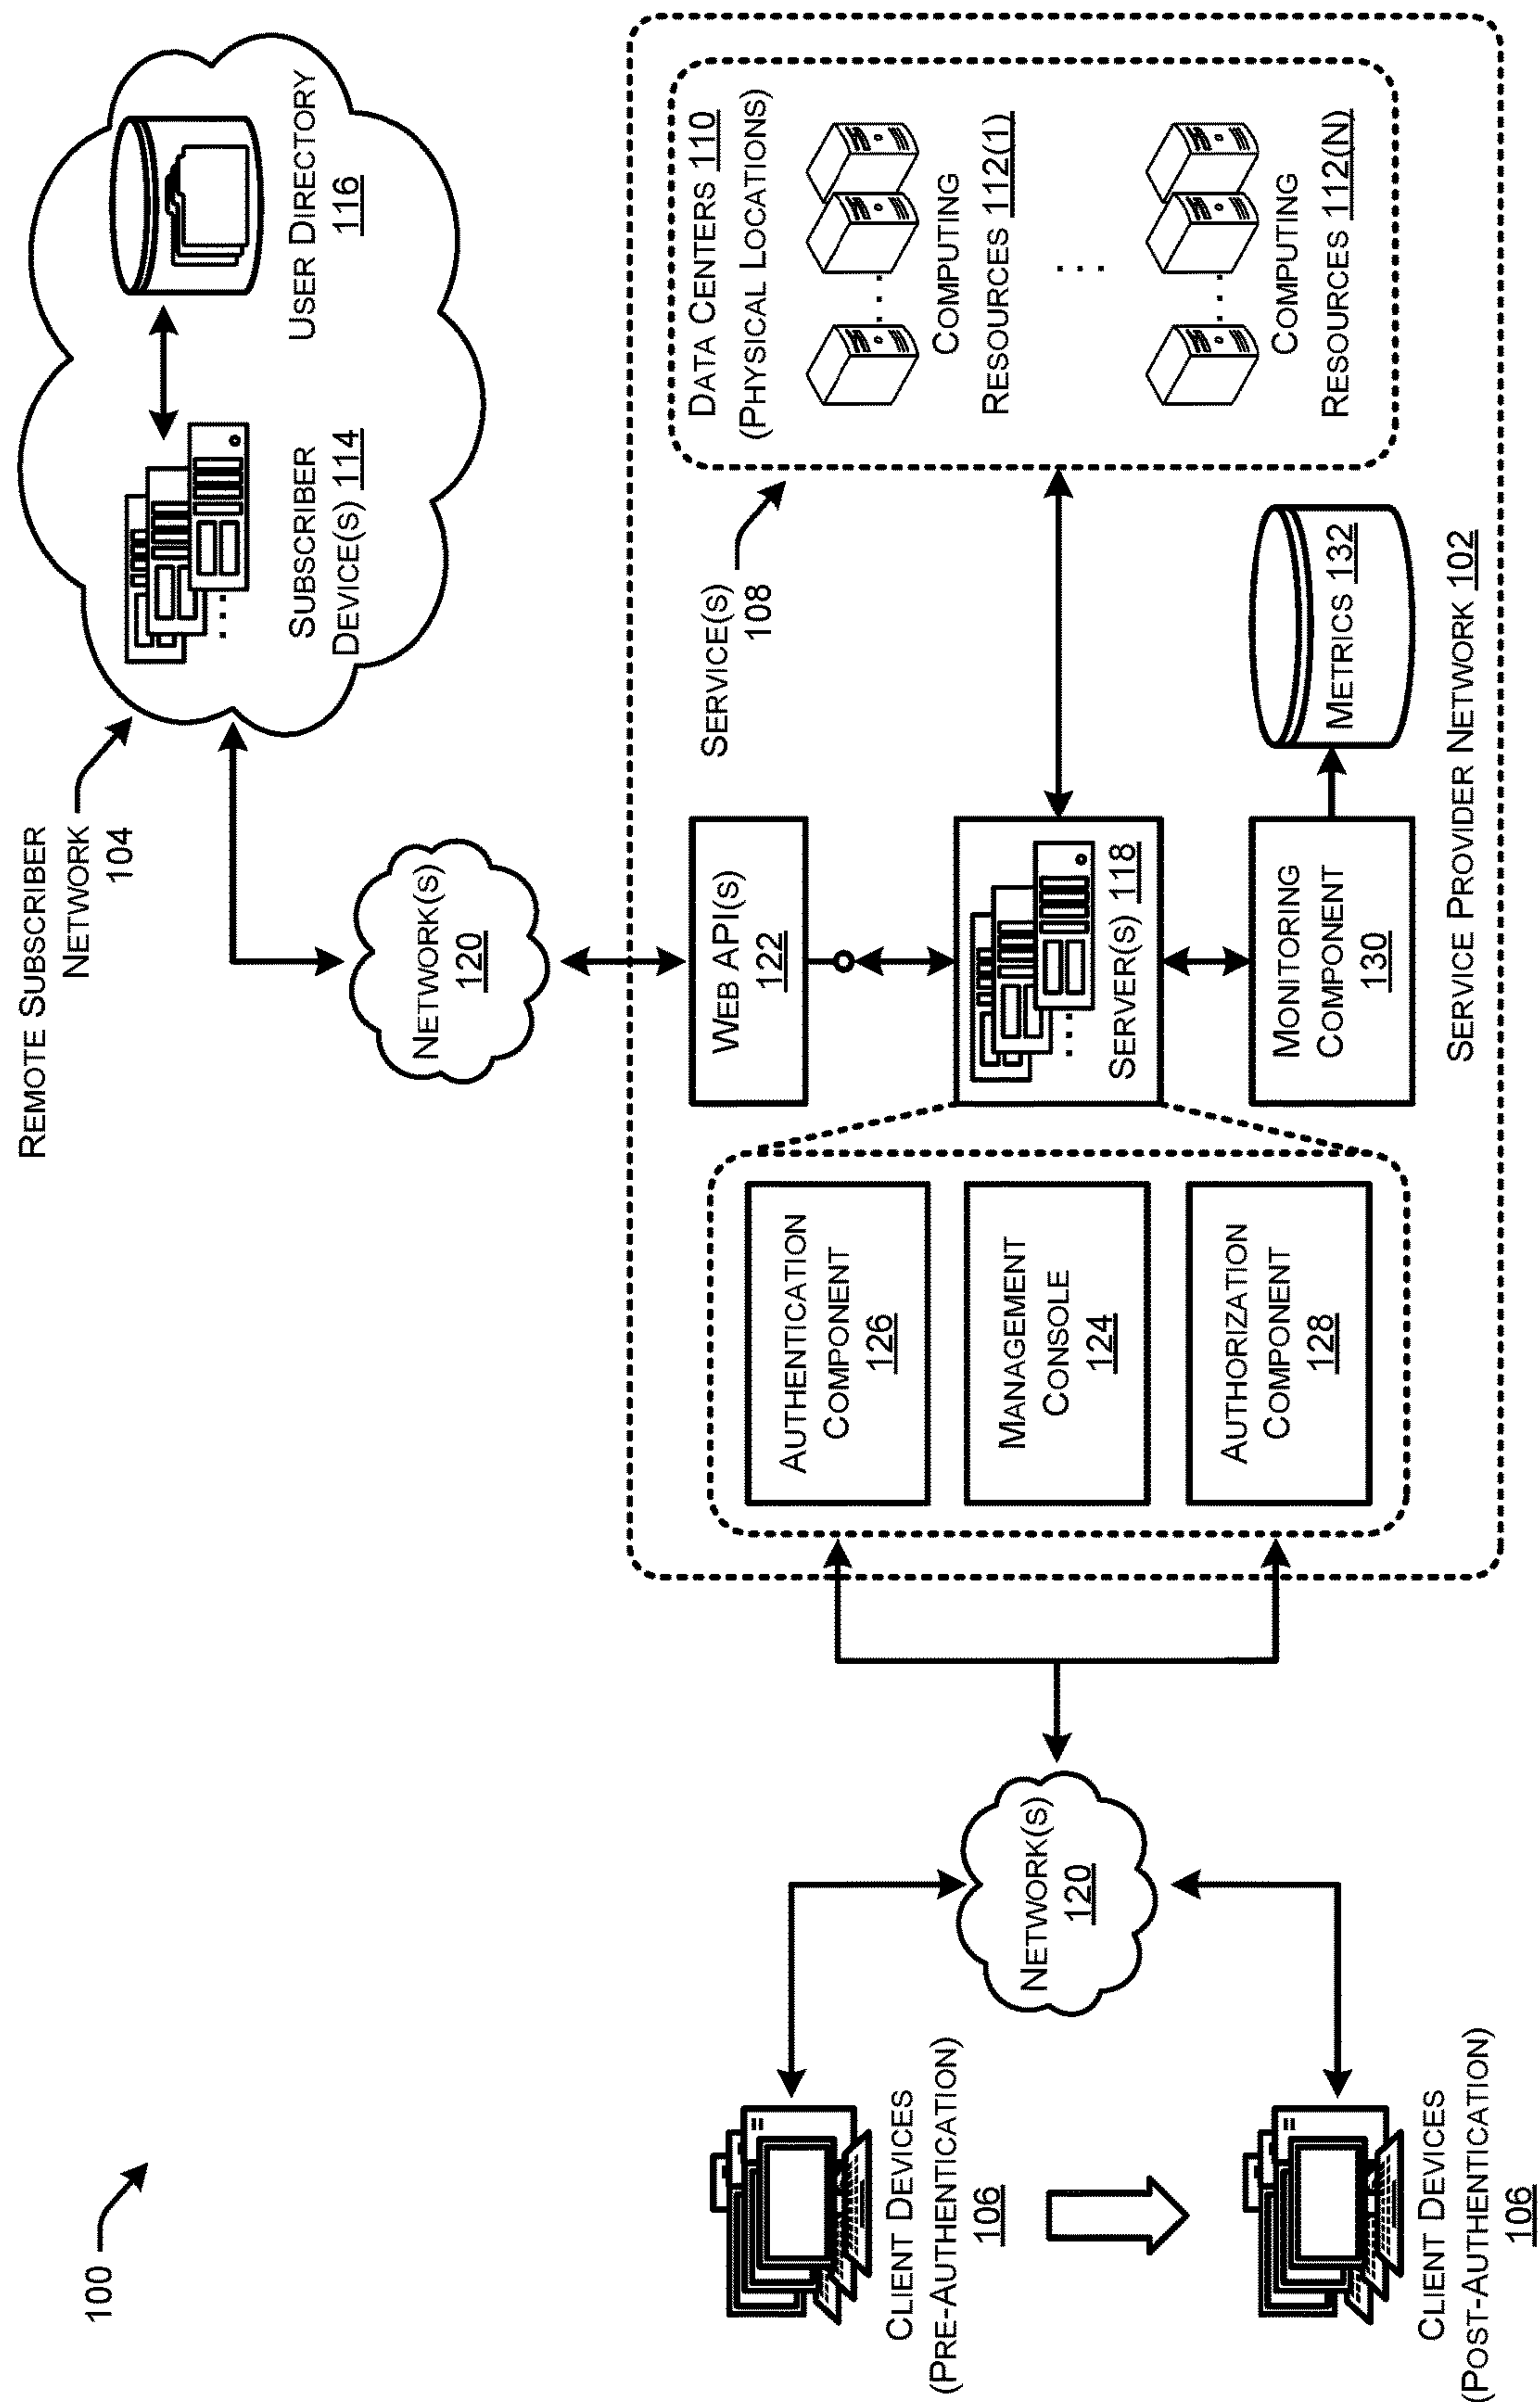 100
REMOTE SUBSCRIBER
NETWORK
104
SUBSCRIBER
DEVICE(S) 114
USER DIRECTORY
116
NETWORK(S)
120
WEB API(S)
122
SERVICE(S)
108
DATA CENTERS 110
(PHYSICAL LOCATIONS)
COMPUTING
RESOURCES 112(1)
COMPUTING
RESOURCES 112(N)
AUTHENTICATION
COMPONENT
126
MANAGEMENT
CONSOLE
124
AUTHORIZATION
COMPONENT
128
SERVER(S) 118
MONITORING
COMPONENT
130
METRICS 132
SERVICE PROVIDER NETWORK 102
CLIENT DEVICES
(PRE-AUTHENTICATION)
106
NETWORK(S)
120
CLIENT DEVICES
(POST-AUTHENTICATION)
106